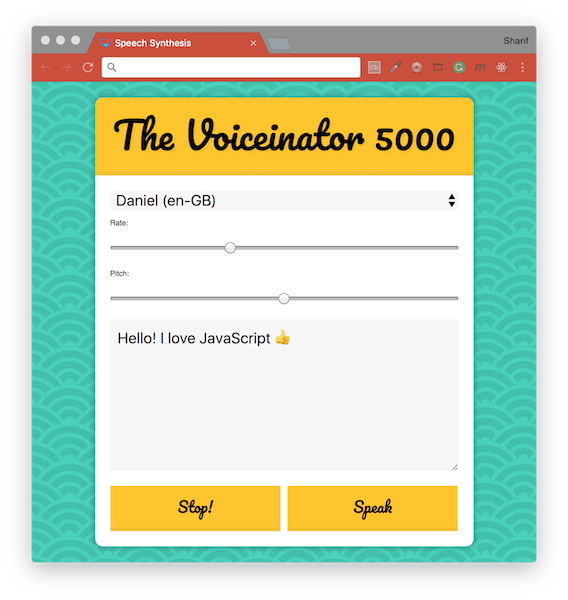 Speech Synthesis
Sharif
The Voiceinator 5000
Daniel (en-GB)
Rate:
Pitch:
Hello! I love JavaScript 👍
Stop!
Speak